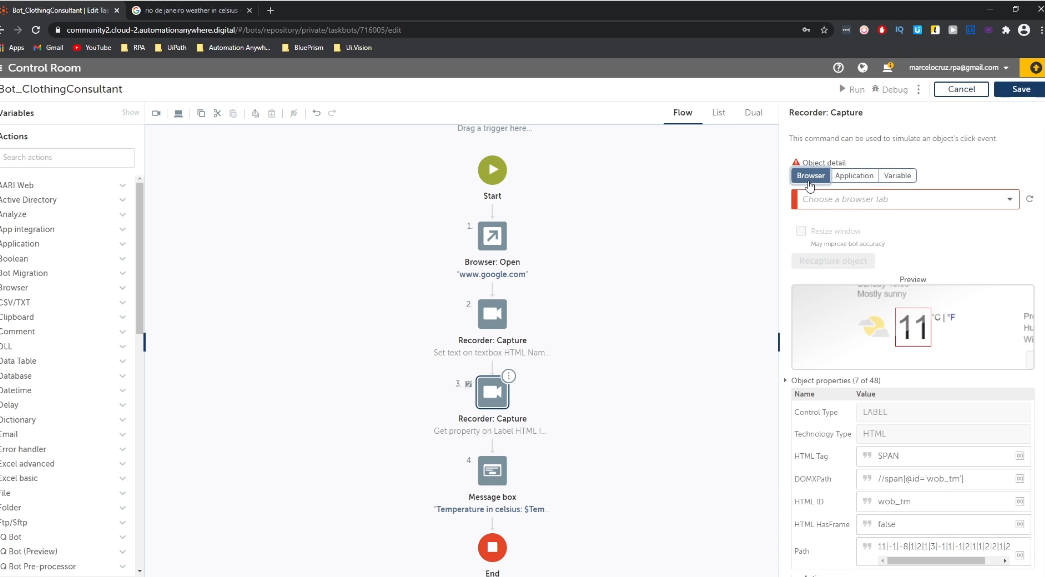 Bot_ClothingConsultant | Edit Tas
rio de janeiro weather in celsius -
community2.cloud-2.automationanywhere.digital/#/bots/repository/private/taskbots/716005/edit
Apps Gmail YouTube RPA UiPath Automation Anywh... BluePrism Ui.Vision
Control Room
marcelocruz.rpa@gmail.com
Bot_ClothingConsultant
Run Debug Cancel Save
Variables Show
Flow List Dual
Recorder: Capture
Actions
Search actions
AARI Web
Active Directory
Analyze
App integration
Application
Boolean
Bot Migration
Browser
CSV/TXT
Clipboard
Comment
DLL
Data Table
Database
Datetime
Delay
Dictionary
Email
Error handler
Excel advanced
Excel basic
File
Folder
Ftp/Sftp
IQ Bot
IQ Bot (Preview)
IQ Bot Pre-processor
Drag a trigger here...
Start
1.
Browser: Open
"www.google.com"
2.
Recorder: Capture
Set text on textbox HTML Nam...
3.
Recorder: Capture
Get property on Label HTML I...
4.
Message box
"Temperature in celsius: $Tem...
End
This command can be used to simulate an object's click event.
Object detail
Browser Application Variable
Choose a browser tab
Resize window
May improve bot accuracy
Recapture object
Preview
Mostly sunny
11 °C | °F
Pr
Hu
Wi
Object properties (7 of 48)
Name Value
Control Type LABEL
Technology Type HTML
HTML Tag SPAN
DOMXPath //span[@id='wob_tm']
HTML ID wob_tm
HTML HasFrame false
Path 11|-1|-8|1|2|1|3|-1|1|-1|2|1|1|2|2|1|2